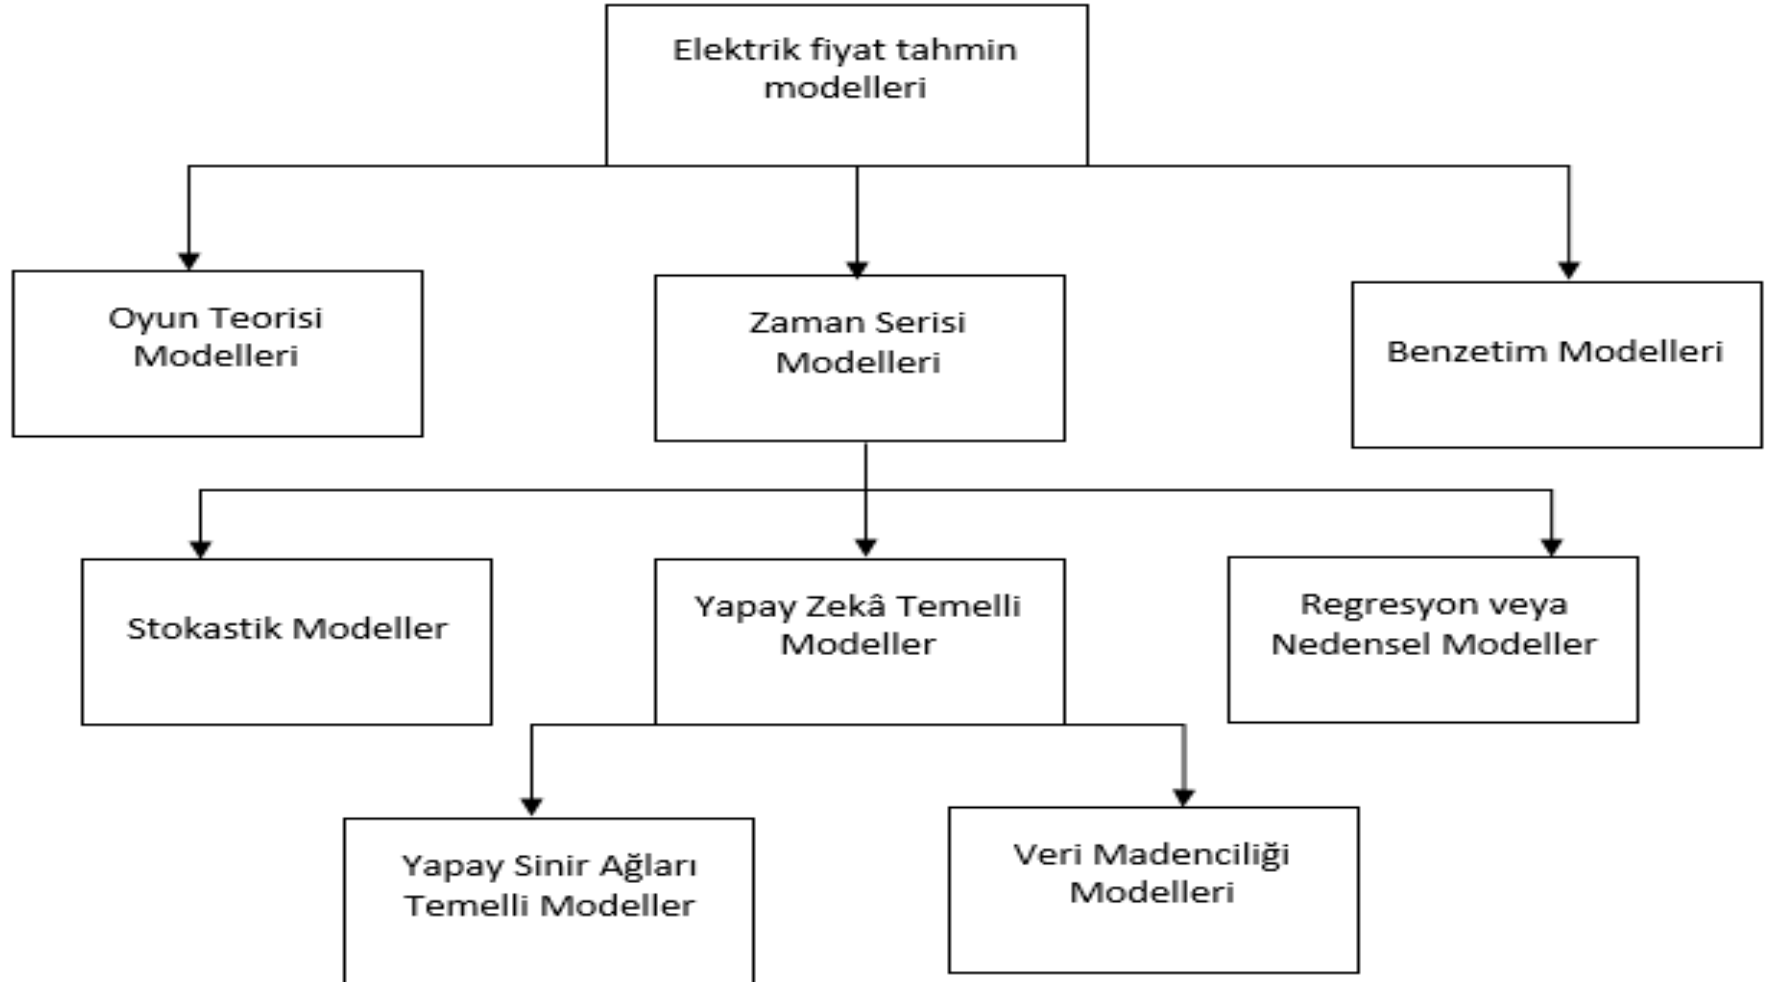 Elektrik fiyat tahmin
modelleri
Oyun Teorisi
Modelleri
Zaman Serisi
Modelleri
Benzetim Modelleri
Stokastik Modeller
Yapay Zekâ Temelli
Modeller
Regresyon veya
Nedensel Modeller
Yapay Sinir Ağları
Temelli Modeller
Veri Madenciliği
Modelleri